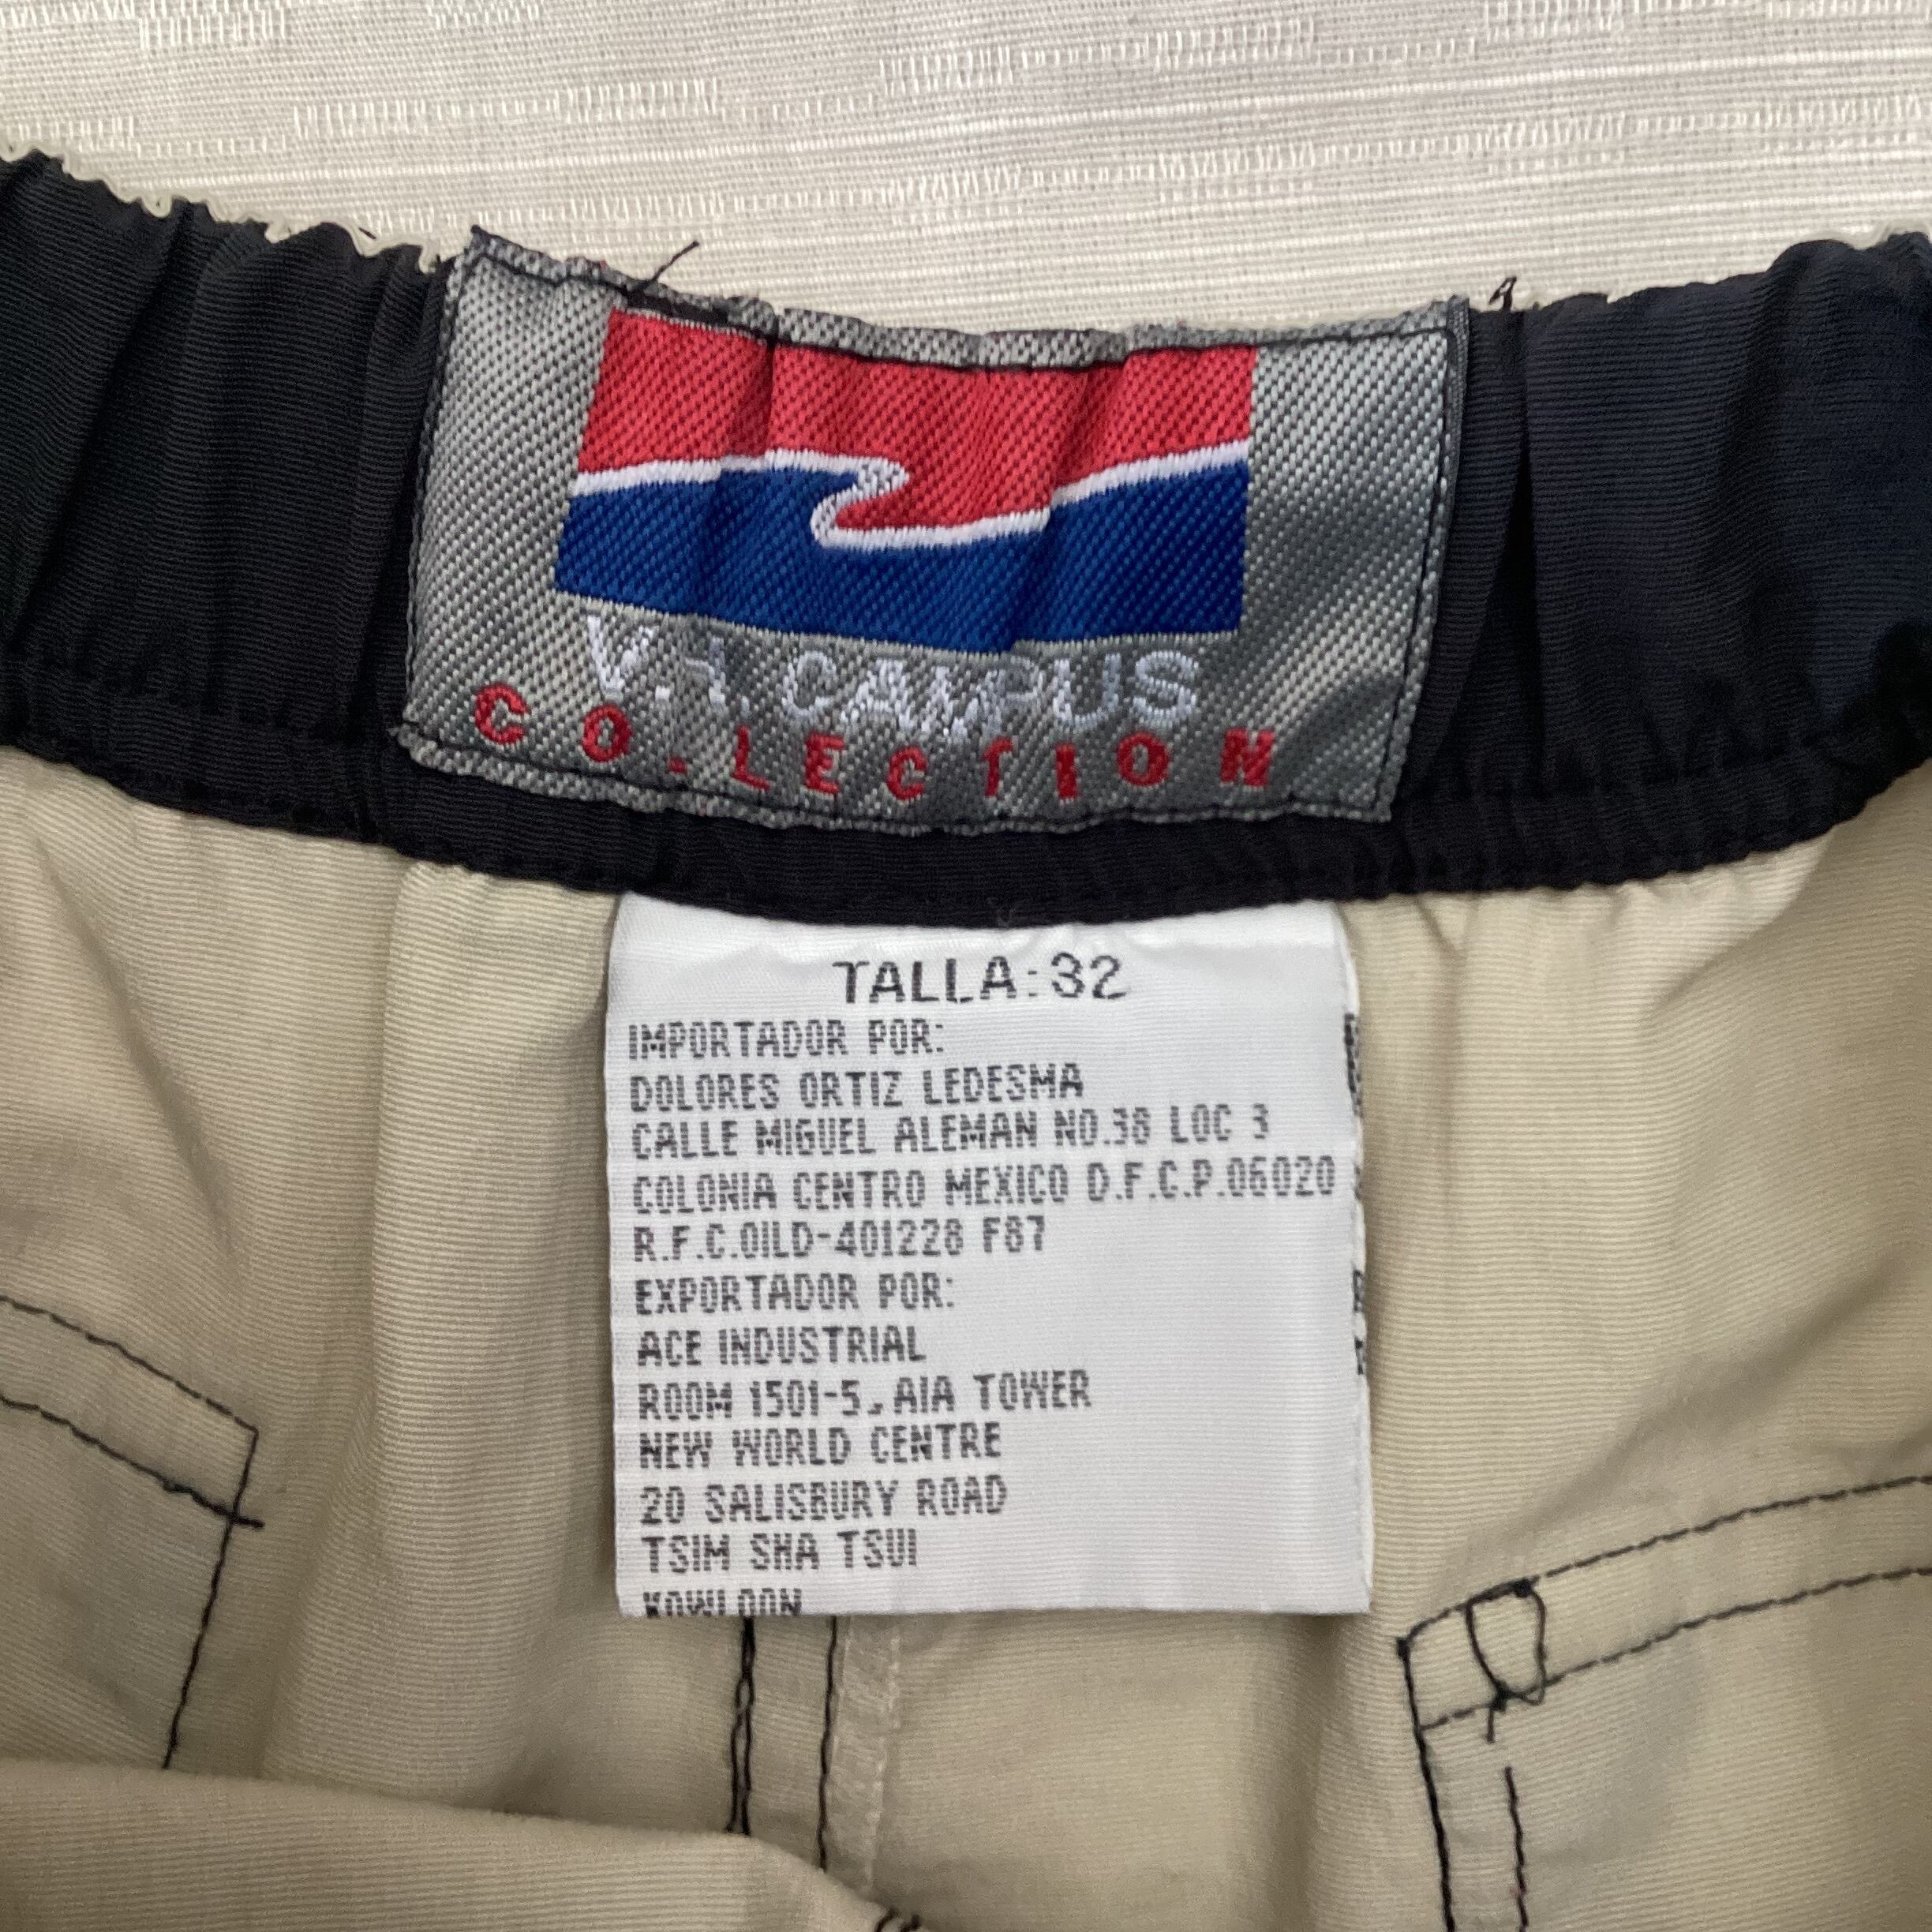 V.H. CAMPUS
COLLECTION
TALLA:32
IMPORTADOR POR:
DOLORES ORTIZ LEDESMA
CALLE MIGUEL ALEMAN NO.38 LOC 3
COLONIA CENTRO MEXICO D.F.C.P.06020
R.F.C.OILD-401228 F87
EXPORTADOR POR:
ACE INDUSTRIAL
ROOM 1501-5, AIA TOWER
NEW WORLD CENTRE
20 SALISBURY ROAD
TSIM SHA TSUI
KOWLOON